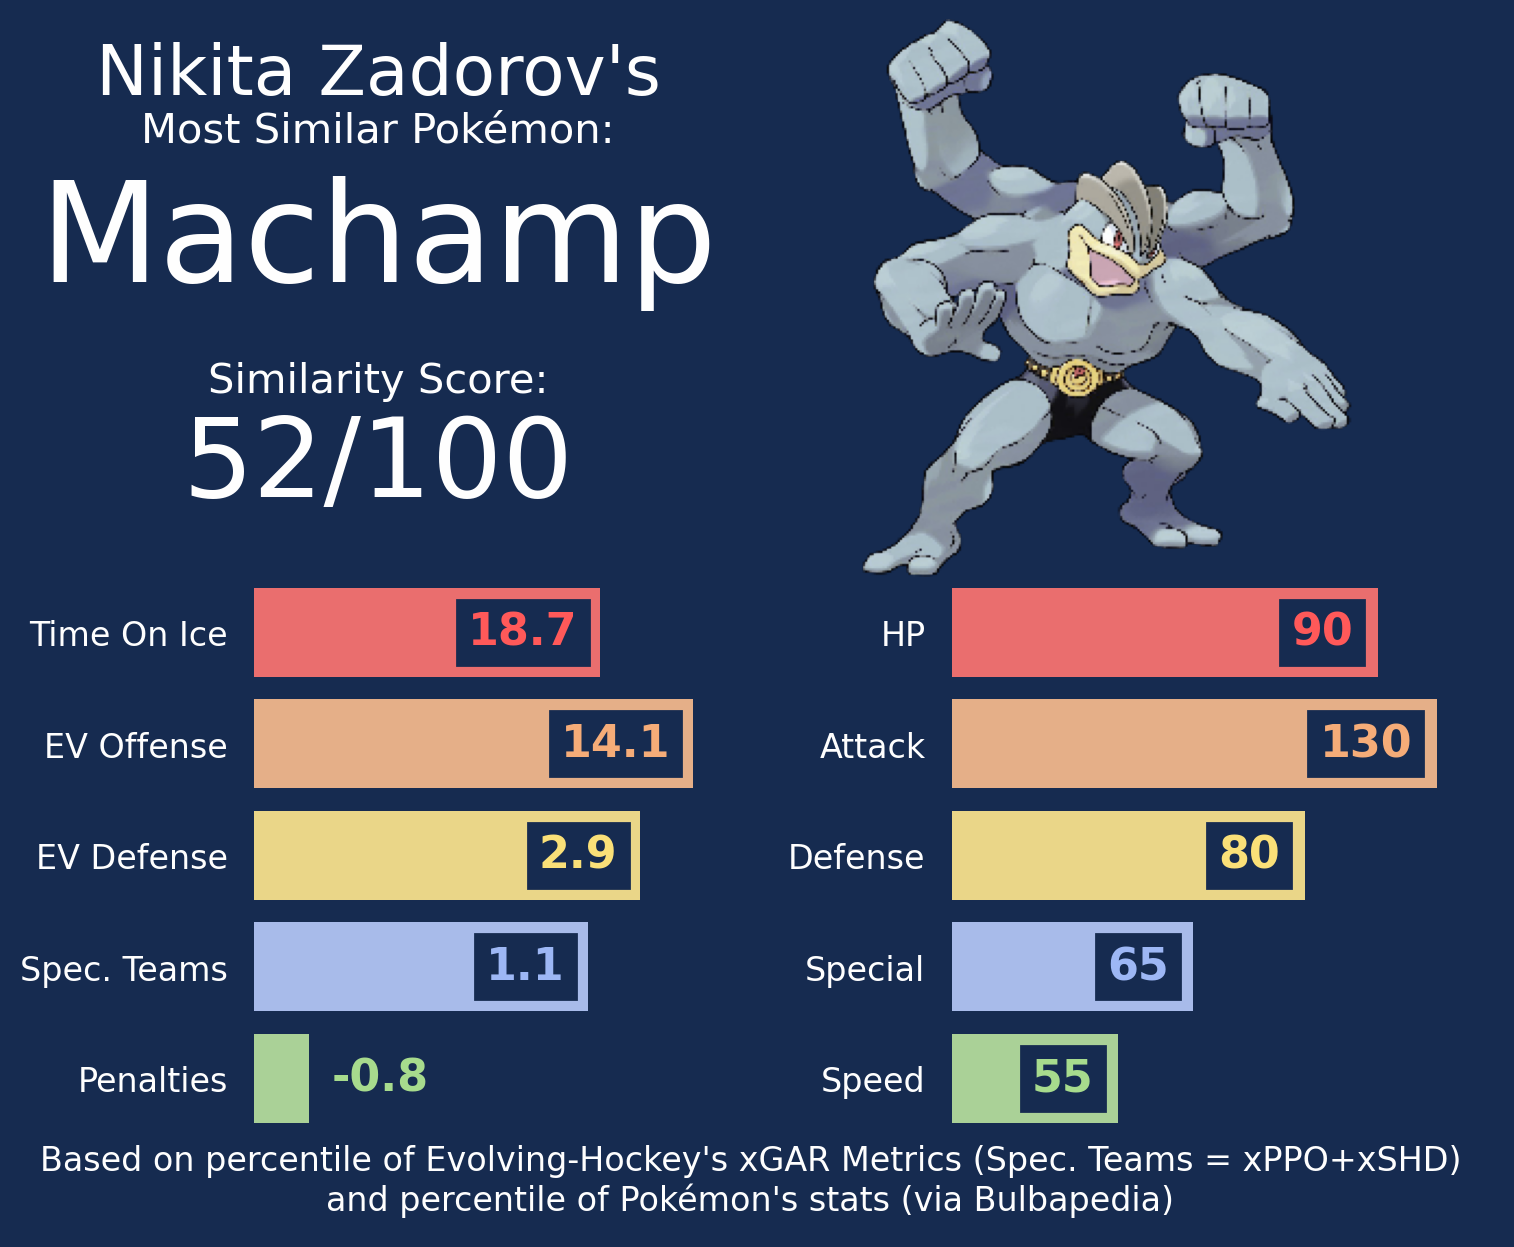 Nikita Zadorov's
Most Similar Pokémon:
Machamp
Similarity Score:
52/100
Time On Ice 18.7
EV Offense 14.1
EV Defense 2.9
Spec. Teams 1.1
Penalties -0.8
HP 90
Attack 130
Defense 80
Special 65
Speed 55
Based on percentile of Evolving-Hockey's xGAR Metrics (Spec. Teams = xPPO+xSHD)
and percentile of Pokémon's stats (via Bulbapedia)